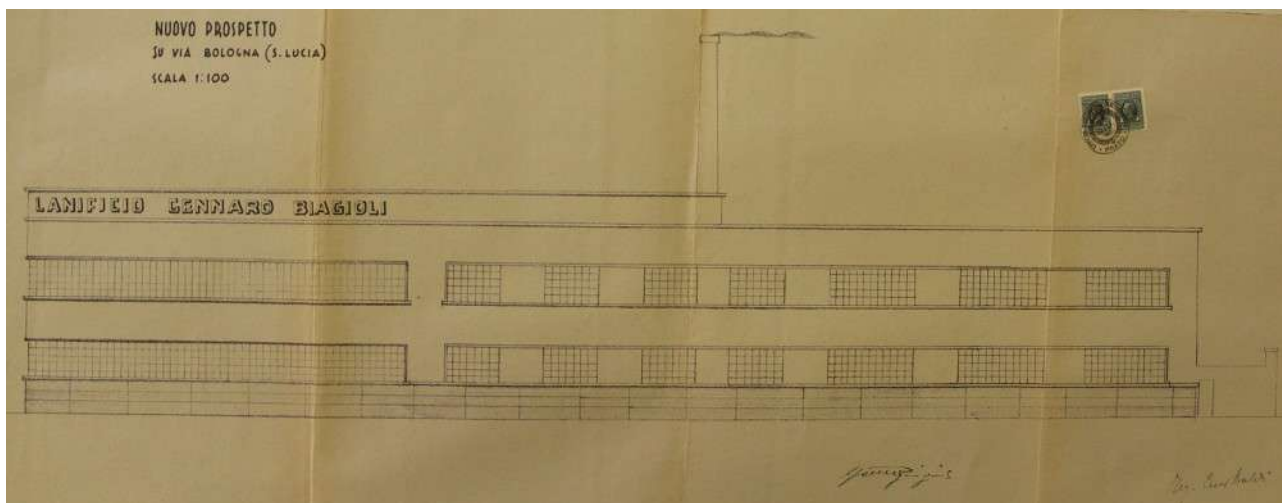 NUOVO PROSPETTO
SU VIA BOLOGNA (S. LUCIA)
SCALA 1:100
LANIFICIO GENNARO BIAGIOLI